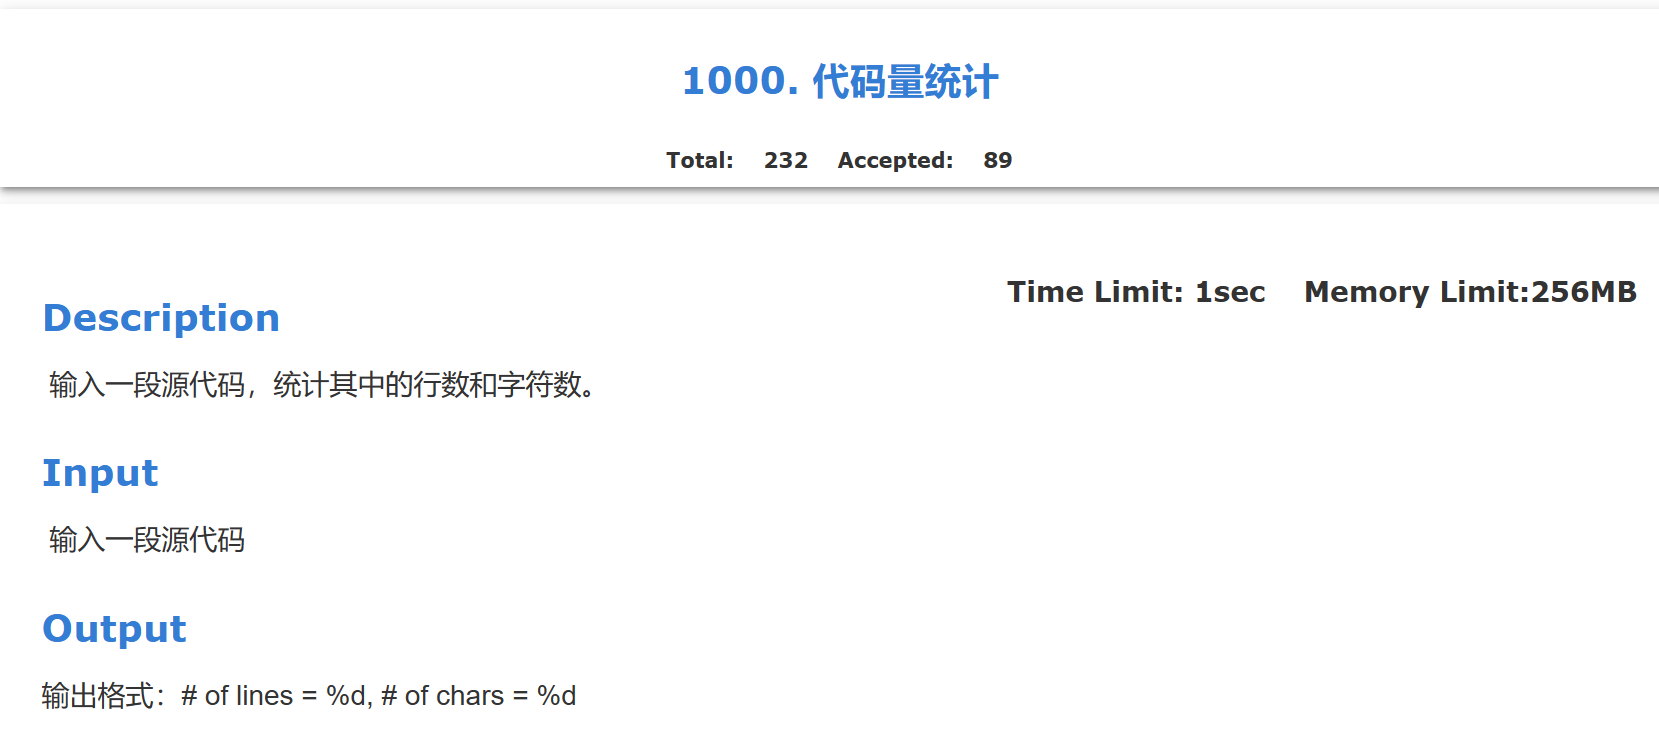 1000. 代码量统计
Total: 232 Accepted: 89
Time Limit: 1sec Memory Limit:256MB
Description
输入一段源代码，统计其中的行数和字符数。
Input
输入一段源代码
Output
输出格式：# of lines = %d, # of chars = %d